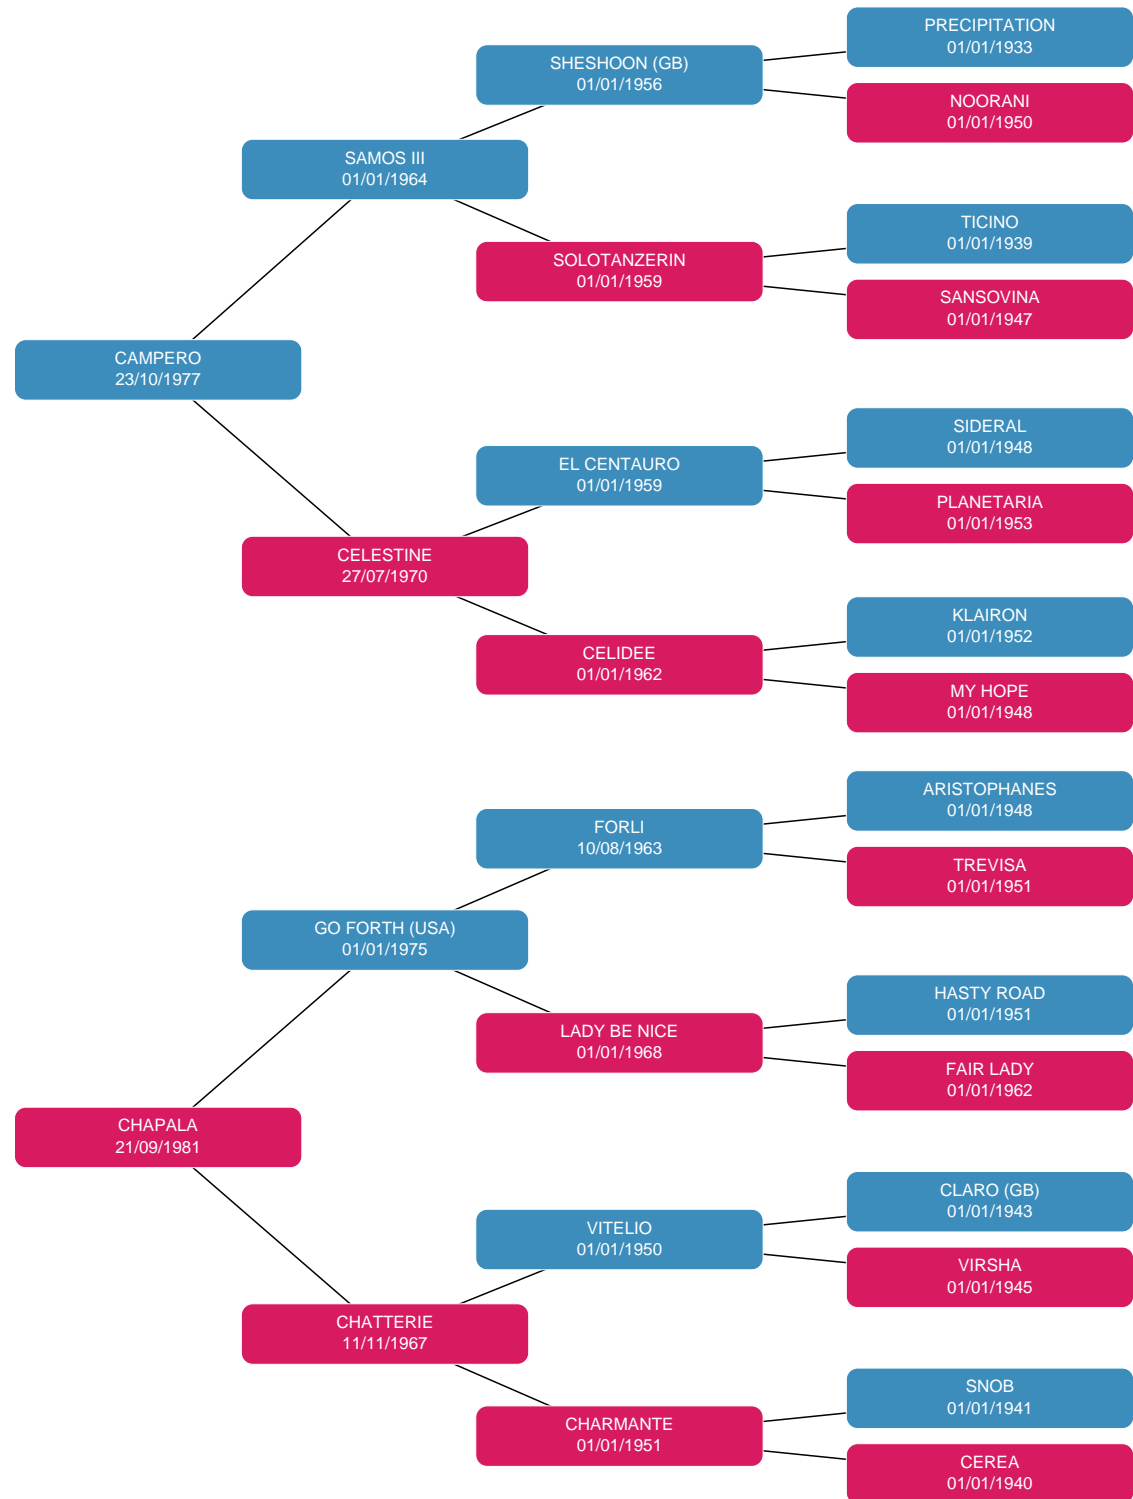 PRECIPITATION
01/01/1933
SHESHOON (GB)
01/01/1956
NOORANI
01/01/1950
SAMOS III
01/01/1964
TICINO
01/01/1939
SOLOTANZERIN
01/01/1959
SANSOVINA
01/01/1947
CAMPERO
23/10/1977
SIDERAL
01/01/1948
EL CENTAURO
01/01/1959
PLANETARIA
01/01/1953
CELESTINE
27/07/1970
KLAIRON
01/01/1952
CELIDEE
01/01/1962
MY HOPE
01/01/1948
ARISTOPHANES
01/01/1948
FORLI
10/08/1963
TREVISA
01/01/1951
GO FORTH (USA)
01/01/1975
HASTY ROAD
01/01/1951
LADY BE NICE
01/01/1968
FAIR LADY
01/01/1962
CHAPALA
21/09/1981
CLARO (GB)
01/01/1943
VITELIO
01/01/1950
VIRSHA
01/01/1945
CHATTERIE
11/11/1967
SNOB
01/01/1941
CHARMANTE
01/01/1951
CEREA
01/01/1940